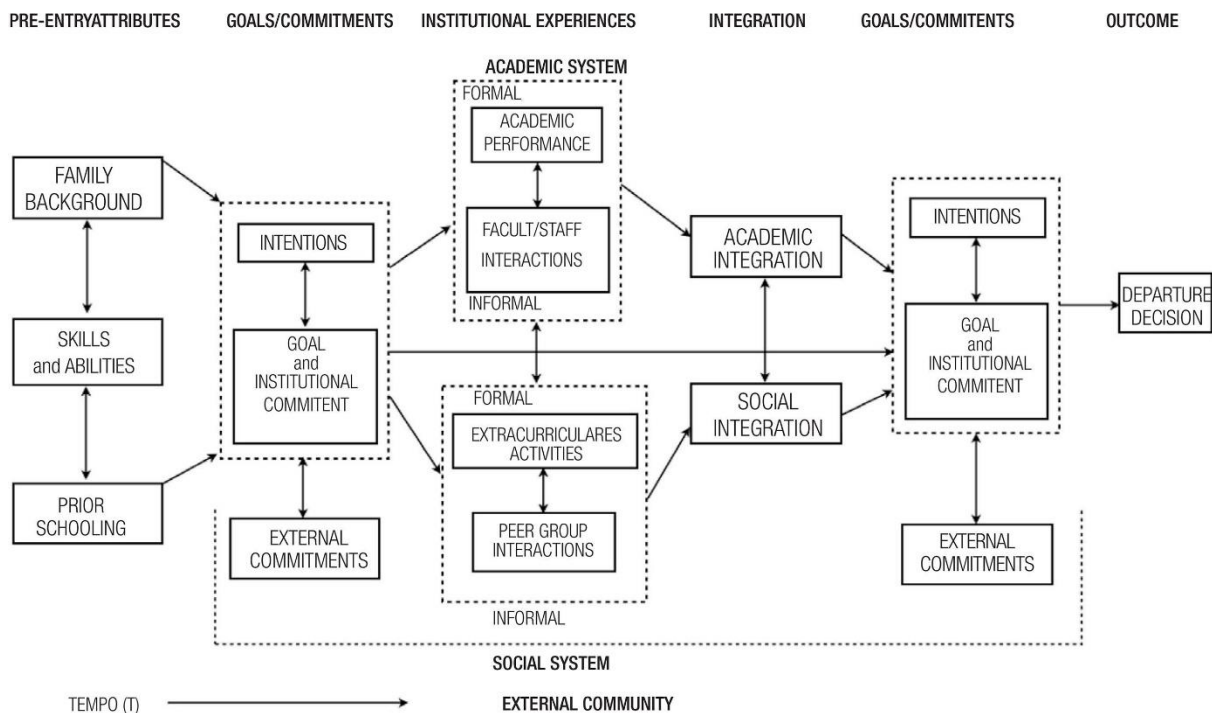 PRE-ENTRYATTRIBUTES
GOALS/COMMITMENTS
INSTITUTIONAL EXPERIENCES
INTEGRATION
GOALS/COMMITENTS
OUTCOME
ACADEMIC SYSTEM
FORMAL
ACADEMIC
PERFORMANCE
FACULT/STAFF
INTERACTIONS
INFORMAL
FAMILY
BACKGROUND
SKILLS
and ABILITIES
PRIOR
SCHOOLING
INTENTIONS
GOAL
and
INSTITUTIONAL
COMMITENT
EXTERNAL
COMMITMENTS
FORMAL
EXTRACURRICULARES
ACTIVITIES
PEER GROUP
INTERACTIONS
INFORMAL
ACADEMIC
INTEGRATION
SOCIAL
INTEGRATION
INTENTIONS
GOAL
and
INSTITUTIONAL
COMMITENT
EXTERNAL
COMMITMENTS
DEPARTURE
DECISION
SOCIAL SYSTEM
TEMPO (T)
EXTERNAL COMMUNITY